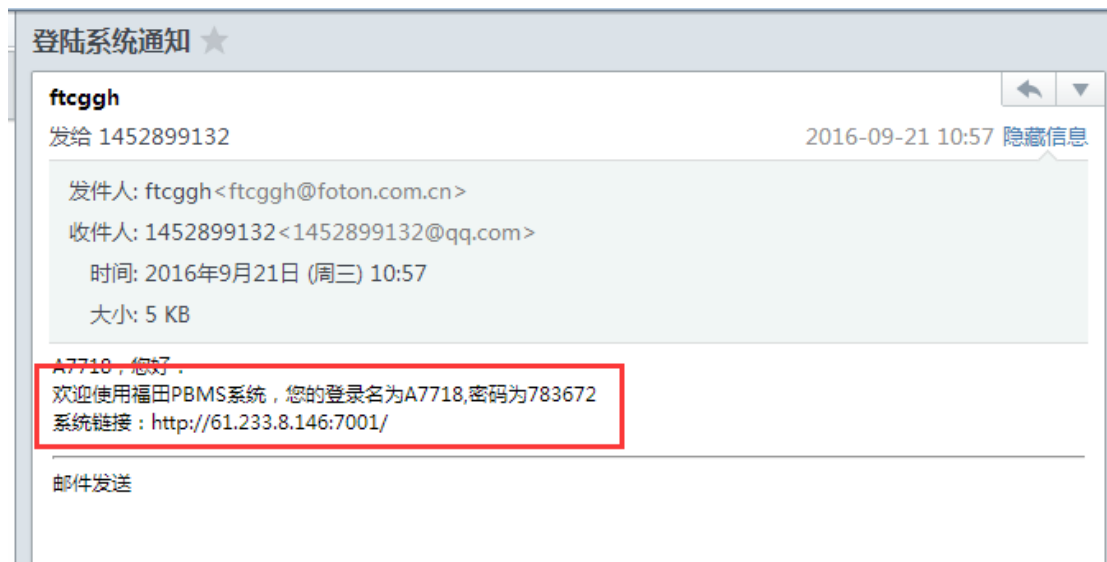 登陆系统通知
ftcggh
发给 1452899132
2016-09-21 10:57 隐藏信息
发件人: ftcggh<ftcggh@foton.com.cn>
收件人: 1452899132<1452899132@qq.com>
时间: 2016年9月21日 (周三) 10:57
大小: 5 KB
A7718，您好：
欢迎使用福田PBMS系统，您的登录名为A7718,密码为783672
系统链接：http://61.233.8.146:7001/
邮件发送